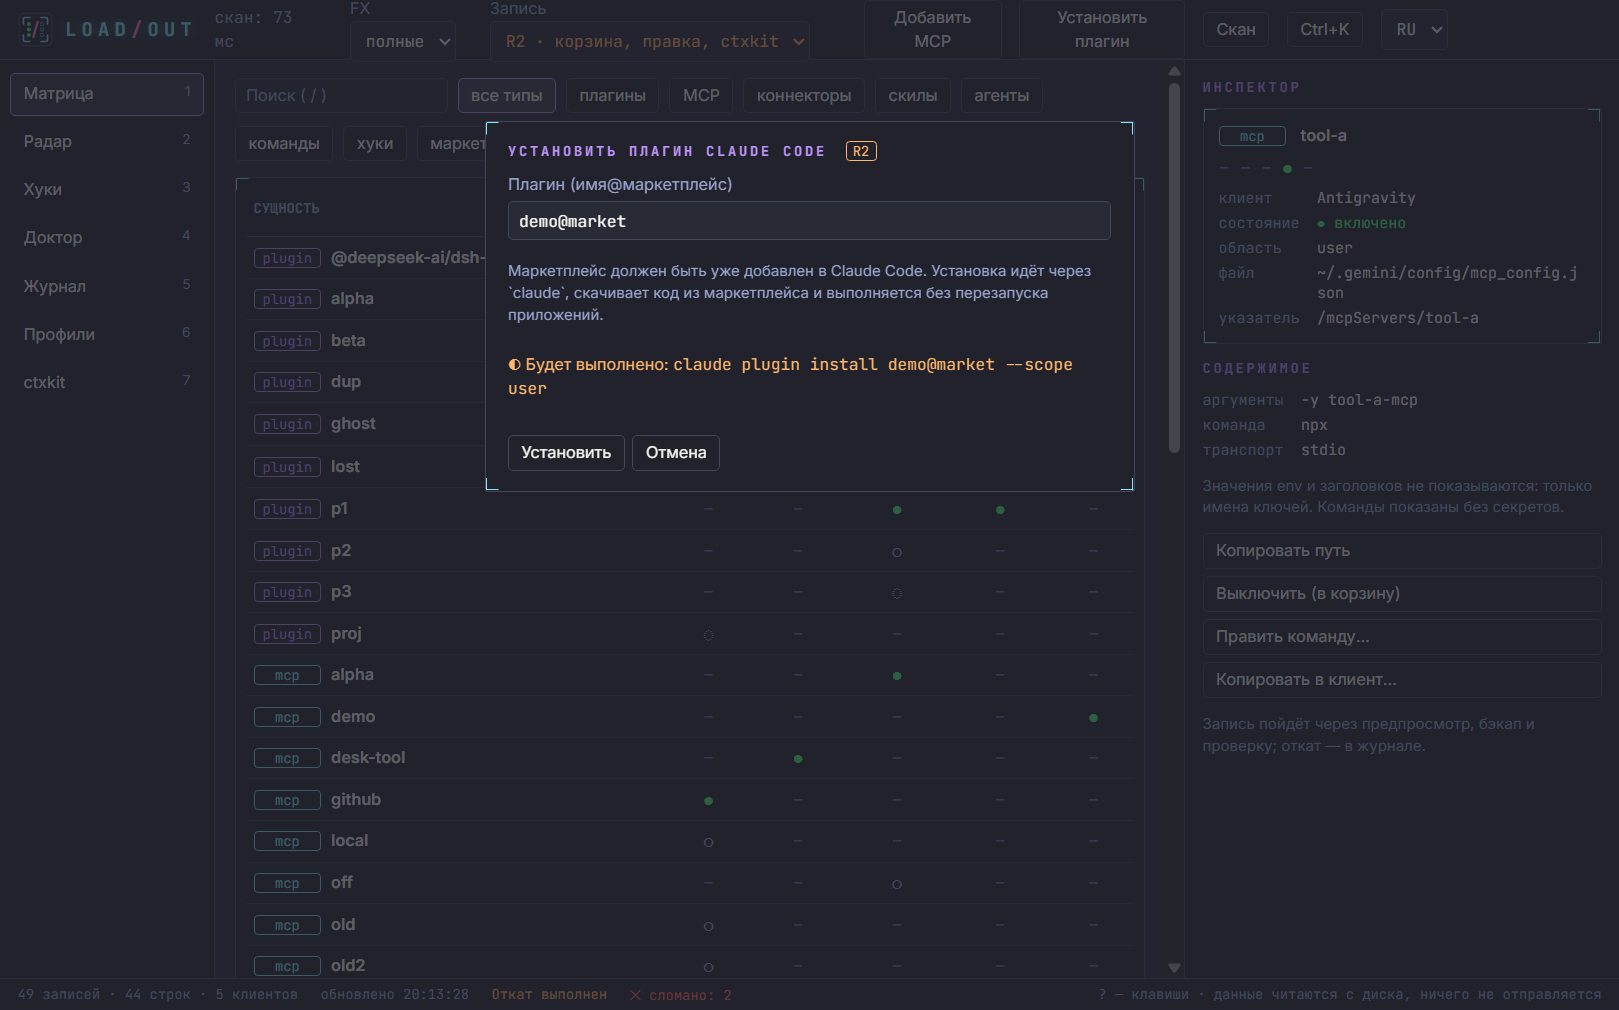 LOAD/OUT
скан: 73
мс
FX
полные
Запись
R2 · корзина, правка, ctxkit
Добавить
MCP
Установить
плагин
Скан
Ctrl+K
RU
Матрица 1
Радар 2
Хуки 3
Доктор 4
Журнал 5
Профили 6
ctxkit 7
Поиск ( / )
все типы
плагины
MCP
коннекторы
скилы
агенты
команды
хуки
маркет
СУЩНОСТЬ
plugin @deepseek-ai/dsh-
plugin alpha
plugin beta
plugin dup
plugin ghost
plugin lost
plugin p1
plugin p2
plugin p3
plugin proj
mcp alpha
mcp demo
mcp desk-tool
mcp github
mcp local
mcp off
mcp old
mcp old2
УСТАНОВИТЬ ПЛАГИН CLAUDE CODE R2
Плагин (имя@маркетплейс)
demo@market
Маркетплейс должен быть уже добавлен в Claude Code. Установка идёт через
`claude`, скачивает код из маркетплейса и выполняется без перезапуска
приложений.
Будет выполнено: claude plugin install demo@market --scope
user
Установить
Отмена
ИНСПЕКТОР
mcp tool-a
клиент Antigravity
состояние включено
область user
файл ~/.gemini/config/mcp_config.j
son
указатель /mcpServers/tool-a
СОДЕРЖИМОЕ
аргументы -y tool-a-mcp
команда npx
транспорт stdio
Значения env и заголовков не показываются: только
имена ключей. Команды показаны без секретов.
Копировать путь
Выключить (в корзину)
Править команду...
Копировать в клиент...
Запись пойдёт через предпросмотр, бэкап и
проверку; откат — в журнале.
49 записей · 44 строк · 5 клиентов обновлено 20:13:28 Откат выполнен ✕ сломано: 2
? — клавиши · данные читаются с диска, ничего не отправляется